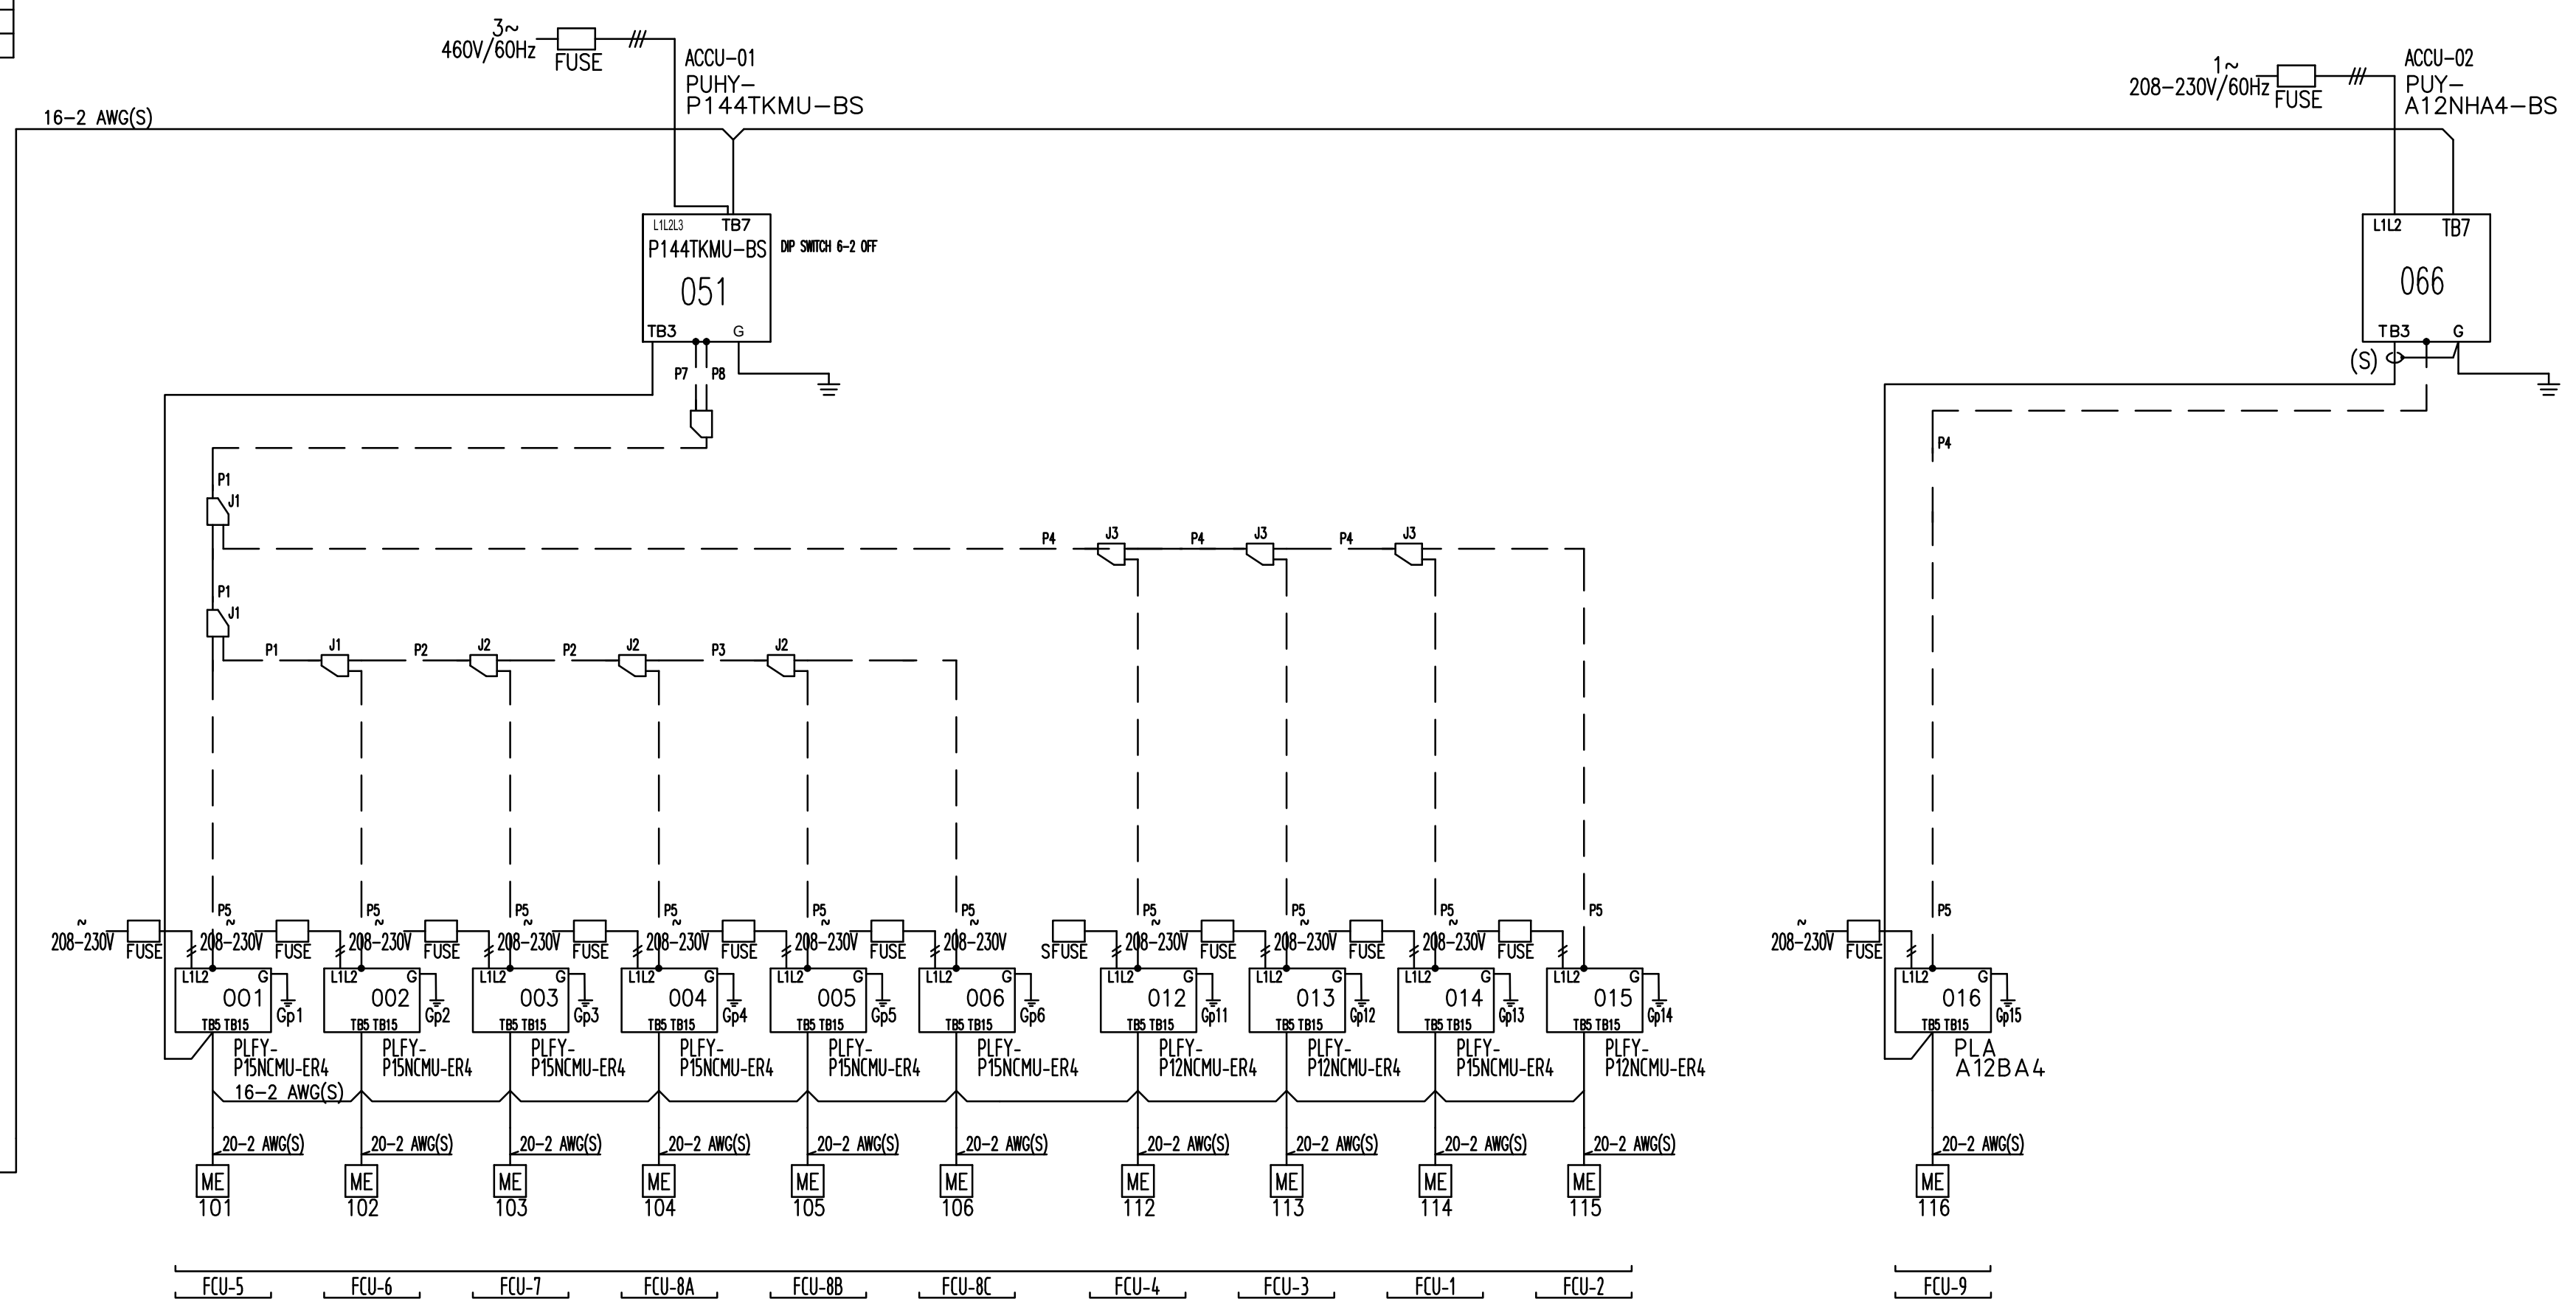 3~
460V/60Hz
FUSE
ACCU-01
PUHY-
P144TKMU-BS
1~
208-230V/60Hz
FUSE
ACCU-02
PUY-
A12NHA4-BS
16-2 AWG(S)
L1L2L3 TB7
P144TKMU-BS
DIP SWITCH 6-2 OFF
051
TB3 G
L1L2 TB7
066
TB3 G
(S)
P7 P8
P4
P1
J1
P4 J3 P4 J3 P4 J3
P1
J1
P1 J1 P2 J2 P2 J2 P3 J2
P5 P5 P5 P5 P5 P5 P5 P5 P5 P5 P5
~ ~ ~ ~ ~ ~ ~ ~ ~ ~
208-230V 208-230V 208-230V 208-230V 208-230V 208-230V 208-230V 208-230V 208-230V 208-230V 208-230V
FUSE FUSE FUSE FUSE FUSE FUSE SFUSE FUSE FUSE FUSE FUSE
L1L2 G L1L2 G L1L2 G L1L2 G L1L2 G L1L2 G L1L2 G L1L2 G L1L2 G L1L2 G L1L2 G
001 002 003 004 005 006 012 013 014 015 016
Gp1 Gp2 Gp3 Gp4 Gp5 Gp6 Gp11 Gp12 Gp13 Gp14 Gp15
TB5 TB15 TB5 TB15 TB5 TB15 TB5 TB15 TB5 TB15 TB5 TB15 TB5 TB15 TB5 TB15 TB5 TB15 TB5 TB15 TB5 TB15
PLFY- PLFY- PLFY- PLFY- PLFY- PLFY- PLFY- PLFY- PLFY- PLFY- PLA
P15NCMU-ER4 P15NCMU-ER4 P15NCMU-ER4 P15NCMU-ER4 P15NCMU-ER4 P15NCMU-ER4 P12NCMU-ER4 P12NCMU-ER4 P15NCMU-ER4 P12NCMU-ER4 A12BA4
16-2 AWG(S)
20-2 AWG(S) 20-2 AWG(S) 20-2 AWG(S) 20-2 AWG(S) 20-2 AWG(S) 20-2 AWG(S) 20-2 AWG(S) 20-2 AWG(S) 20-2 AWG(S) 20-2 AWG(S) 20-2 AWG(S)
ME ME ME ME ME ME ME ME ME ME ME
101 102 103 104 105 106 112 113 114 115 116
FCU-5 FCU-6 FCU-7 FCU-8A FCU-8B FCU-8C FCU-4 FCU-3 FCU-1 FCU-2 FCU-9